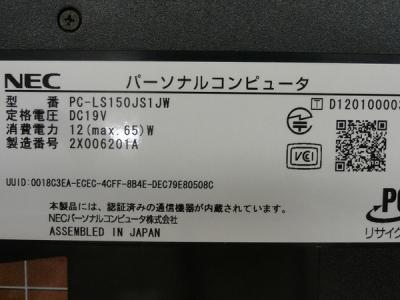 NEC パーソナルコンピュータ
型番 PC-LS150JS1JW
定格電圧 DC19V
消費電力 12(max.65)W
製造番号 2X006201A
T D12010000
VCI
UUID:0018C3EA-ECEC-4CFF-8B4E-DEC79E80508C
本製品には、認証済みの通信機器が内蔵されています。
NECパーソナルコンピュータ株式会社
ASSEMBLED IN JAPAN
PC
リサイク